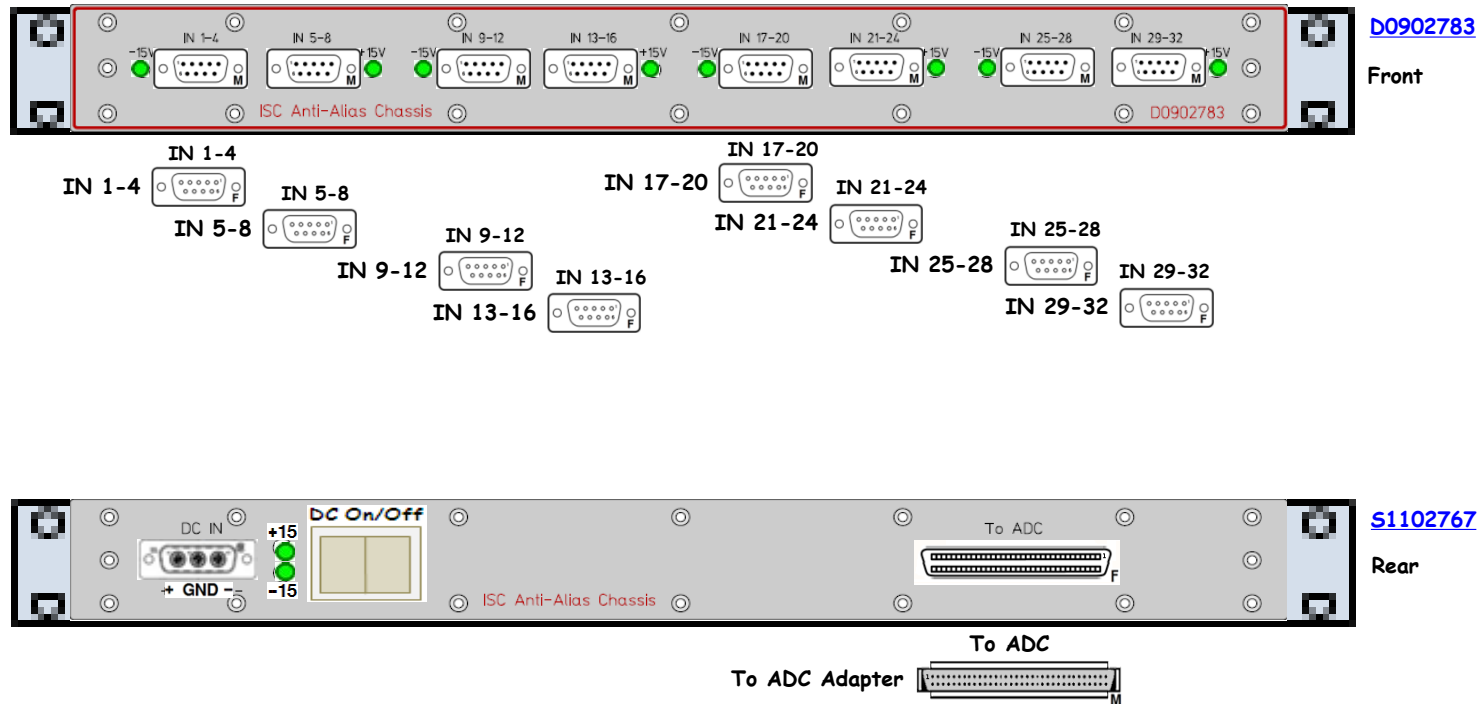 D0902783
Front
IN 1-4 IN 5-8 IN 9-12 IN 13-16 IN 17-20 IN 21-24 IN 25-28 IN 29-32
-15V +15V -15V +15V -15V +15V -15V +15V
M M M M M M M M
ISC Anti-Alias Chassis
D0902783
IN 1-4
IN 1-4
F
IN 5-8
IN 5-8
F
IN 9-12
IN 9-12
F
IN 13-16
IN 13-16
F
IN 17-20
IN 17-20
F
IN 21-24
IN 21-24
F
IN 25-28
IN 25-28
F
IN 29-32
IN 29-32
F
S1102767
Rear
DC IN
+ GND -
+15
-15
DC On/Off
ISC Anti-Alias Chassis
To ADC
1
F
To ADC
To ADC Adapter
1
M